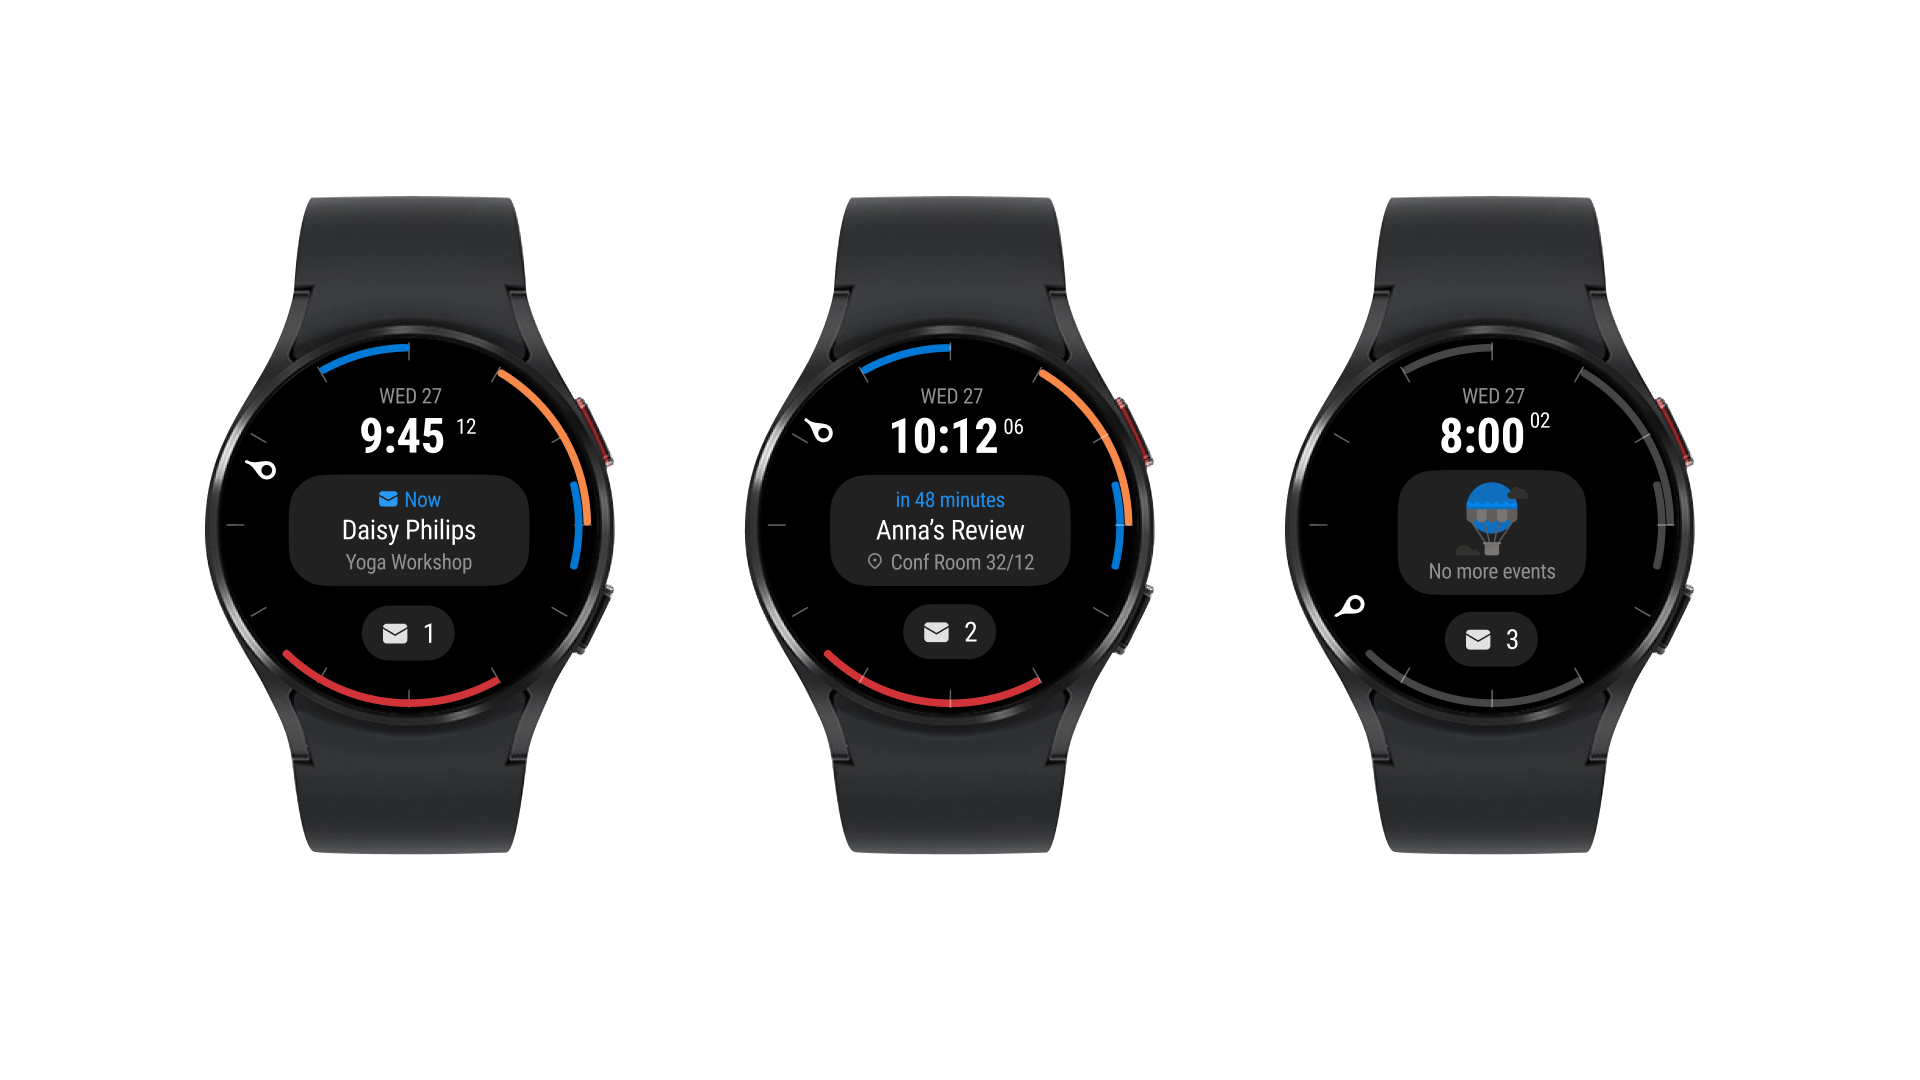 WED 27
9:45 12
Now
Daisy Philips
Yoga Workshop
1
WED 27
10:12 06
in 48 minutes
Anna’s Review
Conf Room 32/12
2
WED 27
8:00 02
No more events
3